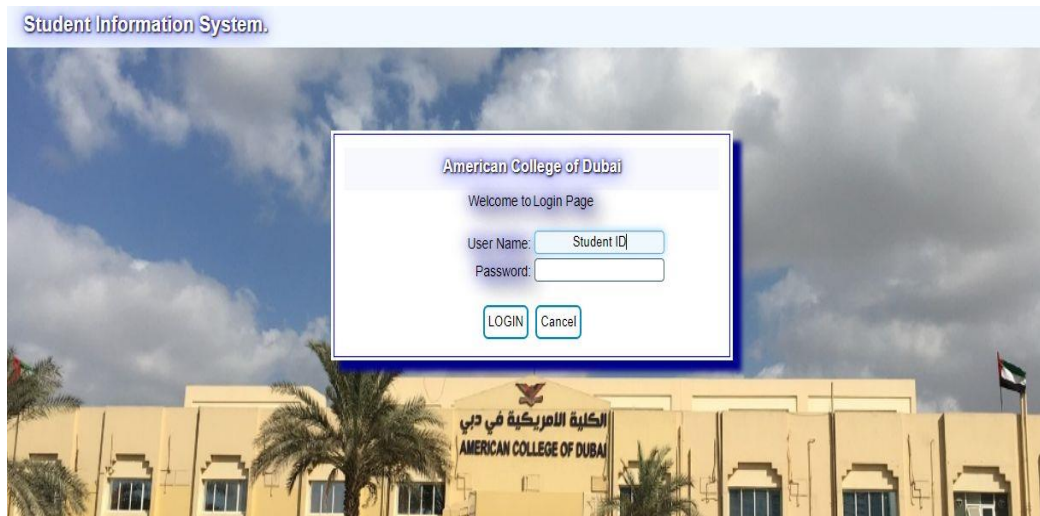 Student Information System.
American College of Dubai
Welcome to Login Page
User Name: Student ID
Password:
LOGIN Cancel
الكلية الامريكية في دبي
AMERICAN COLLEGE OF DUBAI